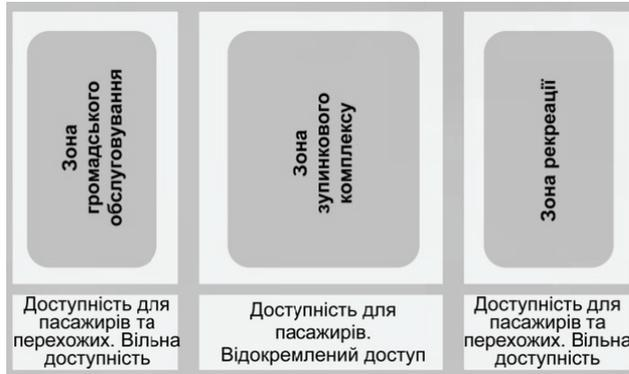 Зона
громадського
обслуговування
Зона
зупинкового
комплексу
Зона рекреації
Доступність для
пасажирів та
перехожих. Вільна
доступність
Доступність для
пасажирів.
Відокремлений доступ
Доступність для
пасажирів та
перехожих. Вільна
доступність